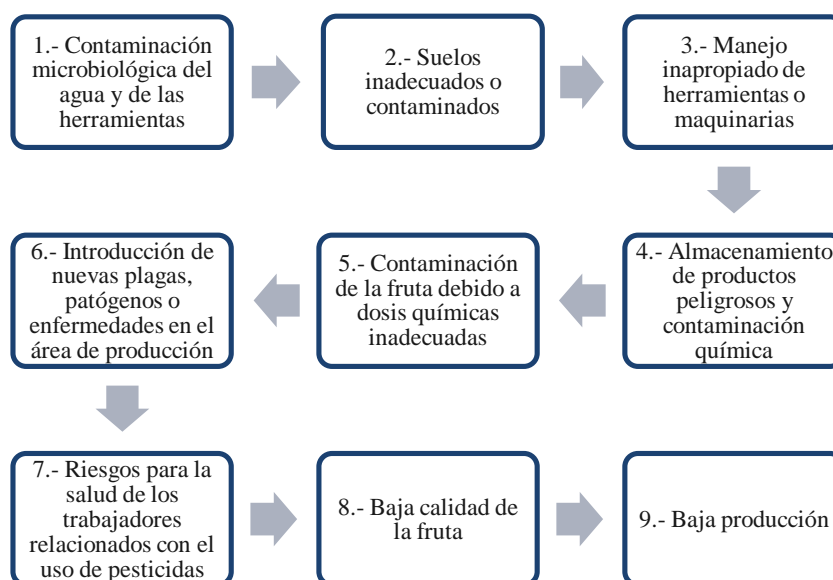 1.- Contaminación
microbiológica del
agua y de las
herramientas
2.- Suelos
inadecuados o
contaminados
3.- Manejo
inapropiado de
herramientas o
maquinarias
4.- Almacenamiento
de productos
peligrosos y
contaminación
química
5.- Contaminación
de la fruta debido a
dosis químicas
inadecuadas
6.- Introducción de
nuevas plagas,
patógenos o
enfermedades en el
área de producción
7.- Riesgos para la
salud de los
trabajadores
relacionados con el
uso de pesticidas
8.- Baja calidad de
la fruta
9.- Baja producción